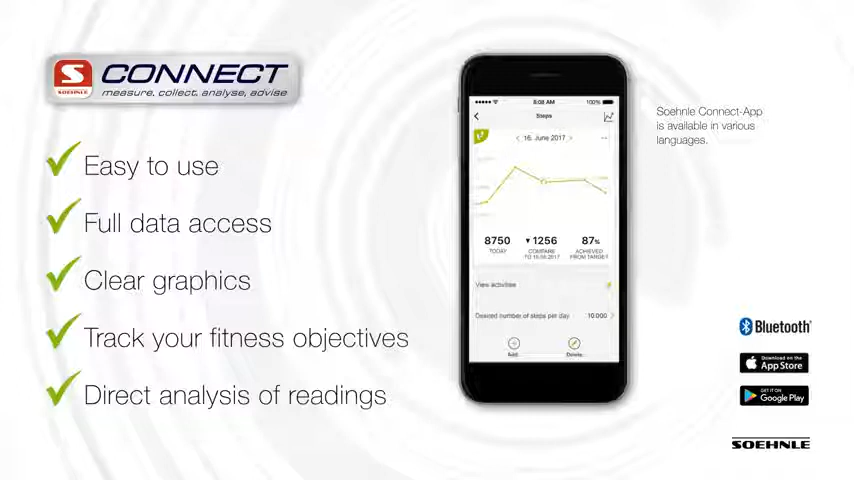 S
SOEHNLE
CONNECT
measure, collect, analyse, advise
Easy to use
Full data access
Clear graphics
Track your fitness objectives
Direct analysis of readings
8:08 AM
100%
Steps
< 16. June 2017 >
8750
TODAY
▼1256
COMPARE
87%
ACHIEVED
FROM TARGET
View activities
Desired number of steps per day
10.000 >
Add
Delete
Soehnle Connect-App
is available in various
languages.
Bluetooth®
Download on the
App Store
GET IT ON
Google Play
SOEHNLE